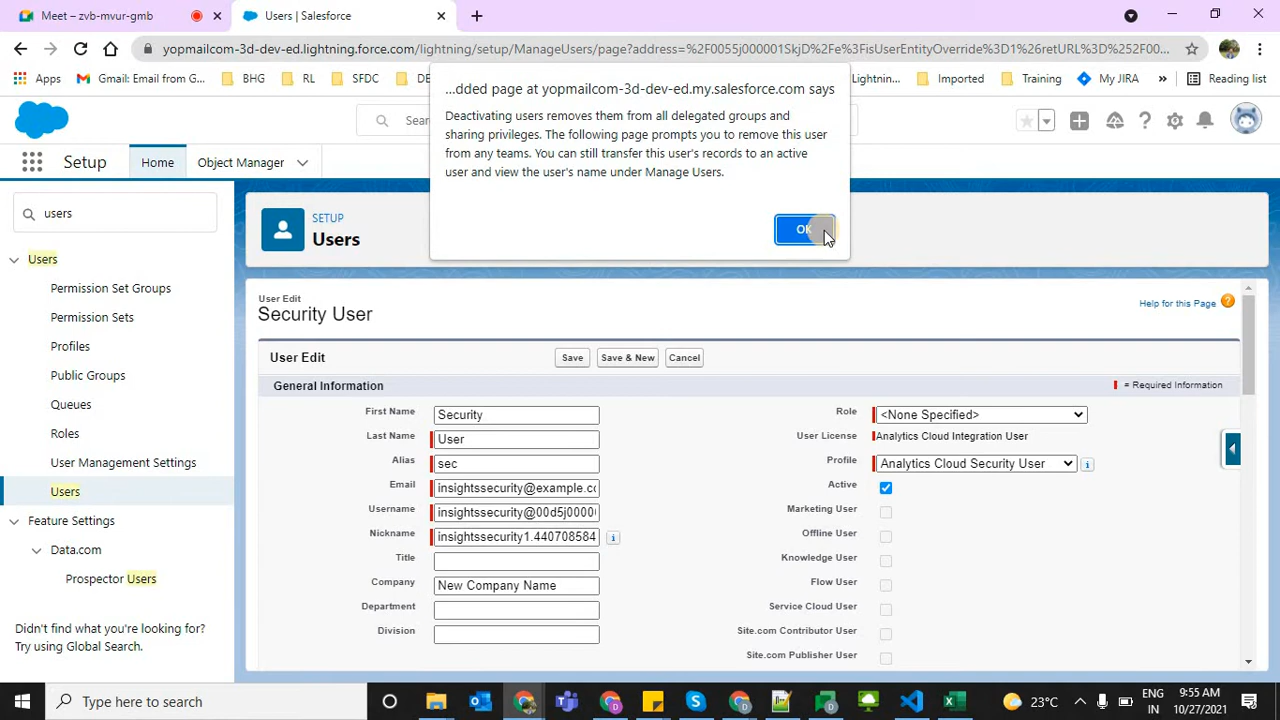 Meet – zvb-mvur-gmb
Users | Salesforce
yopmailcom-3d-dev-ed.lightning.force.com/lightning/setup/ManageUsers/page?address=%2F0055j000001SkjD%2Fe%3FisUserEntityOverride%3D1%26retURL%3D%252F00...
Apps
Gmail: Email from G...
BHG
RL
SFDC
DE
Lightnin...
Imported
Training
My JIRA
Reading list
...dded page at yopmailcom-3d-dev-ed.my.salesforce.com says
Deactivating users removes them from all delegated groups and
sharing privileges. The following page prompts you to remove this user
from any teams. You can still transfer this user's records to an active
user and view the user's name under Manage Users.
OK
Sea
Setup
Home
Object Manager
users
Users
Permission Set Groups
Permission Sets
Profiles
Public Groups
Queues
Roles
User Management Settings
Users
Feature Settings
Data.com
Prospector Users
Didn't find what you're looking for?
Try using Global Search.
SETUP
Users
User Edit
Security User
Help for this Page
User Edit
Save
Save & New
Cancel
General Information
= Required Information
First Name
Security
Last Name
User
Alias
sec
Email
insightssecurity@example.co
Username
insightssecurity@00d5j0000
Nickname
insightssecurity1.440708584
Title
Company
New Company Name
Department
Division
Role
<None Specified>
User License
Analytics Cloud Integration User
Profile
Analytics Cloud Security User
Active
Marketing User
Offline User
Knowledge User
Flow User
Service Cloud User
Site.com Contributor User
Site.com Publisher User
Type here to search
23°C
ENG
IN
9:55 AM
10/27/2021